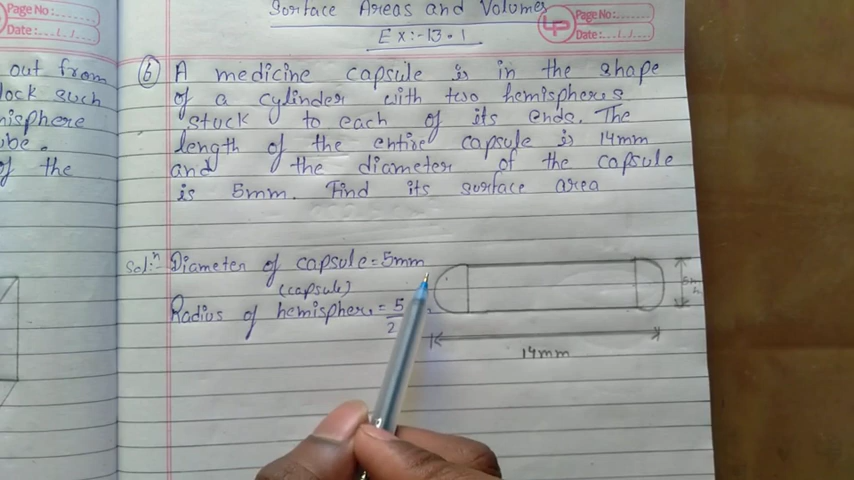 Page No:.......
Date:.../.../...
Surface Areas and Volumes
Ex:-13.1
Page No:.......
Date:.../.../...
out from
lock such
misphere
ube.
of the
6 A medicine capsule is in the shape
of a cylinder with two hemispheres
stuck to each of its ends. The
length of the entire capsule is 14mm
and the diameter of the capsule
is 5mm. Find its surface area
Sol:n Diameter of capsule = 5mm
(capsule)
Radius of hemisphere = 5/2
14mm